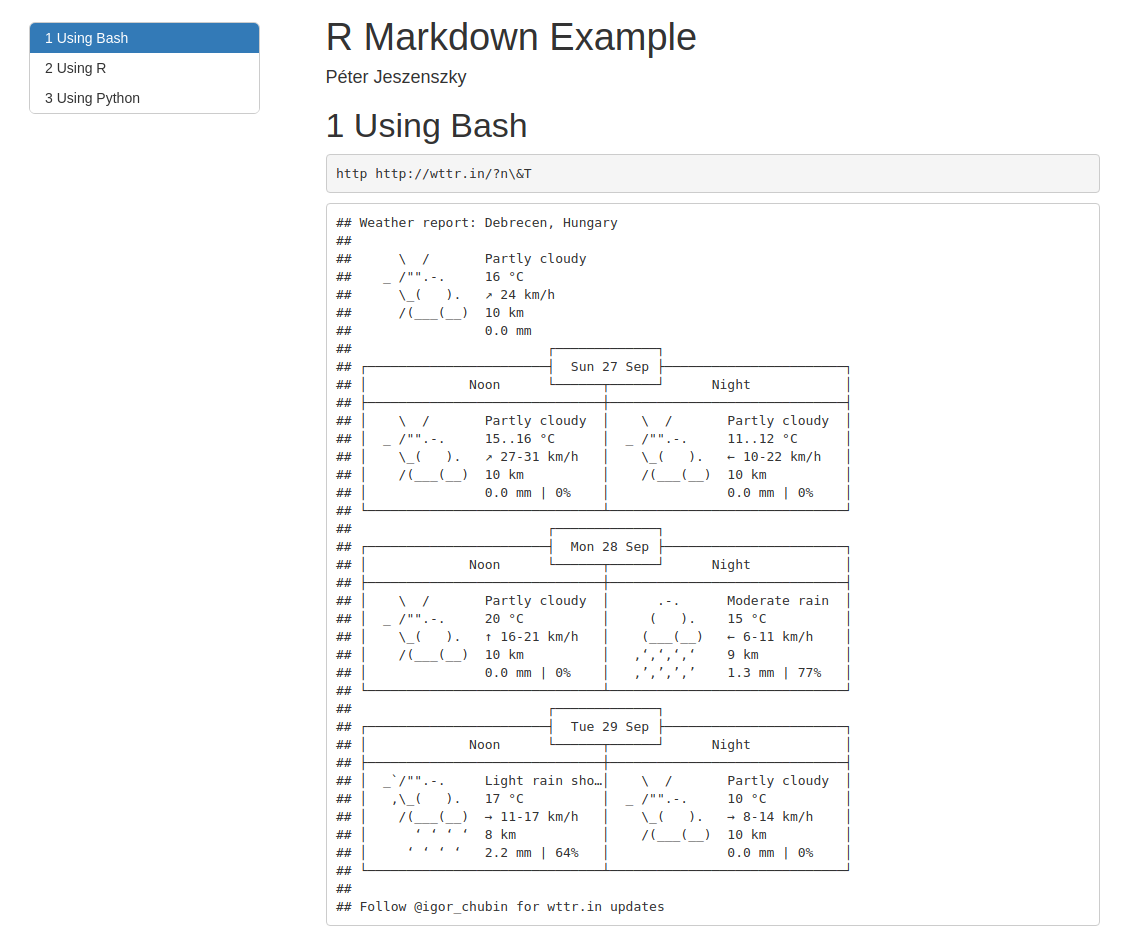 1 Using Bash
2 Using R
3 Using Python
R Markdown Example
Péter Jeszenszky
1 Using Bash
http http://wttr.in/?n\&T
## Weather report: Debrecen, Hungary
##
##      \  /       Partly cloudy
##    _ /"".-.     16 °C
##      \_(   ).   ↗ 24 km/h
##      /(___(__)  10 km
##                 0.0 mm
##                         ┌─────────────┐
## ┌───────────────────────┤  Sun 27 Sep ├───────────────────────┐
## │             Noon      └──────┬──────┘      Night            │
## ├──────────────────────────────┼──────────────────────────────┤
## │    \  /       Partly cloudy  │    \  /       Partly cloudy  │
## │  _ /"".-.     15..16 °C      │  _ /"".-.     11..12 °C      │
## │    \_(   ).   ↗ 27-31 km/h   │    \_(   ).   ← 10-22 km/h   │
## │    /(___(__)  10 km          │    /(___(__)  10 km          │
## │               0.0 mm | 0%    │               0.0 mm | 0%    │
## └──────────────────────────────┴──────────────────────────────┘
##                         ┌─────────────┐
## ┌───────────────────────┤  Mon 28 Sep ├───────────────────────┐
## │             Noon      └──────┬──────┘      Night            │
## ├──────────────────────────────┼──────────────────────────────┤
## │    \  /       Partly cloudy  │      .-.      Moderate rain  │
## │  _ /"".-.     20 °C          │     (   ).    15 °C          │
## │    \_(   ).   ↑ 16-21 km/h   │    (___(__)   ← 6-11 km/h    │
## │    /(___(__)  10 km          │   ‚‘‚‘‚‘‚‘    9 km           │
## │               0.0 mm | 0%    │   ‚’‚’‚’‚’    1.3 mm | 77%   │
## └──────────────────────────────┴──────────────────────────────┘
##                         ┌─────────────┐
## ┌───────────────────────┤  Tue 29 Sep ├───────────────────────┐
## │             Noon      └──────┬──────┘      Night            │
## ├──────────────────────────────┼──────────────────────────────┤
## │  _`/"".-.     Light rain sho…│    \  /       Partly cloudy  │
## │   ,\_(   ).   17 °C          │  _ /"".-.     10 °C          │
## │    /(___(__)  → 11-17 km/h   │    \_(   ).   → 8-14 km/h    │
## │      ‘ ‘ ‘ ‘  8 km           │    /(___(__)  10 km          │
## │     ‘ ‘ ‘ ‘   2.2 mm | 64%   │               0.0 mm | 0%    │
## └──────────────────────────────┴──────────────────────────────┘
##
## Follow @igor_chubin for wttr.in updates